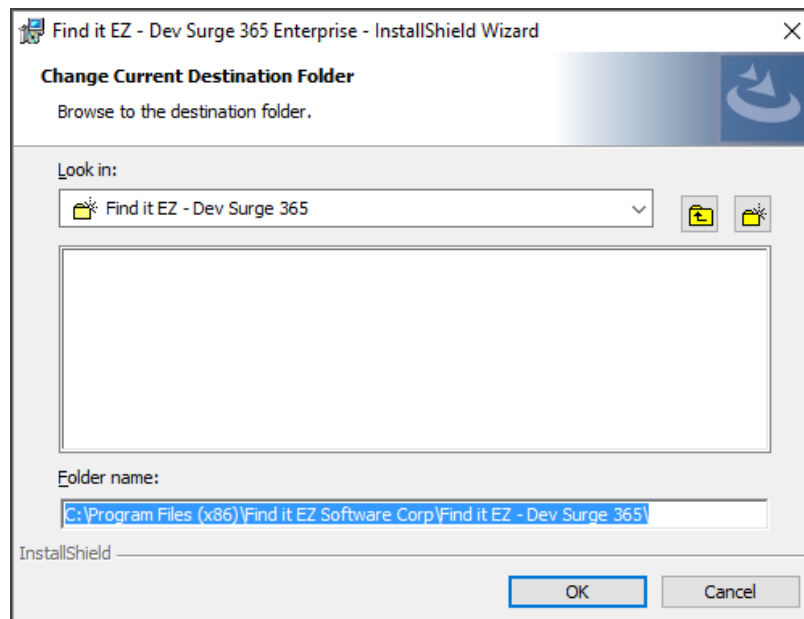 Find it EZ - Dev Surge 365 Enterprise - InstallShield Wizard
Change Current Destination Folder
Browse to the destination folder.
Look in:
Find it EZ - Dev Surge 365
Folder name:
C:\Program Files (x86)\Find it EZ Software Corp\Find it EZ - Dev Surge 365\
InstallShield
OK Cancel